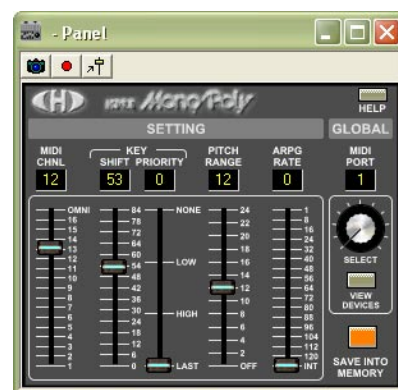 - Panel
CHD MonoPoly
HELP
SETTING GLOBAL
MIDI CHNL KEY SHIFT PRIORITY PITCH RANGE ARPG RATE MIDI PORT
12 53 0 12 0 1
OMNI 16 15 14 13 12 11 10 9 8 7 6 5 4 3 2 1
84 78 72 66 60 54 48 42 36 30 24 18 12 6 0
NONE LOW HIGH LAST
24 22 20 18 16 14 12 10 8 6 4 2 OFF
1 8 16 24 32 40 48 56 64 72 80 88 96 104 112 120 INT
SELECT
VIEW
DEVICES
SAVE INTO
MEMORY